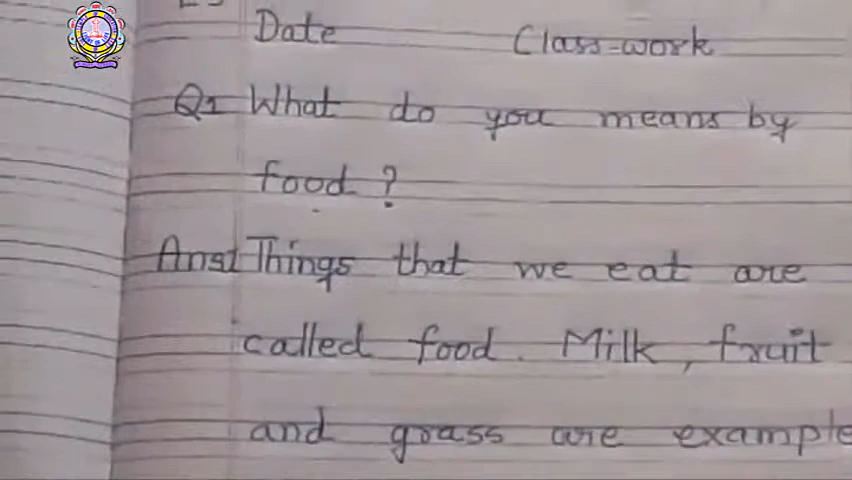 Date Class-work
Q1 What do you means by
food ?
Ans1 Things that we eat are
called food. Milk, fruit
and grass are example